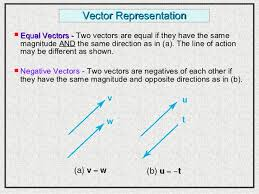 Vector Representation
Equal Vectors - Two vectors are equal if they have the same
magnitude AND the same direction as in (a). The line of action
may be different as shown.
Negative Vectors - Two vectors are negatives of each other if
they have the same magnitude and opposite directions as in (b).
v
w
u
t
(a) v = w
(b) u = -t